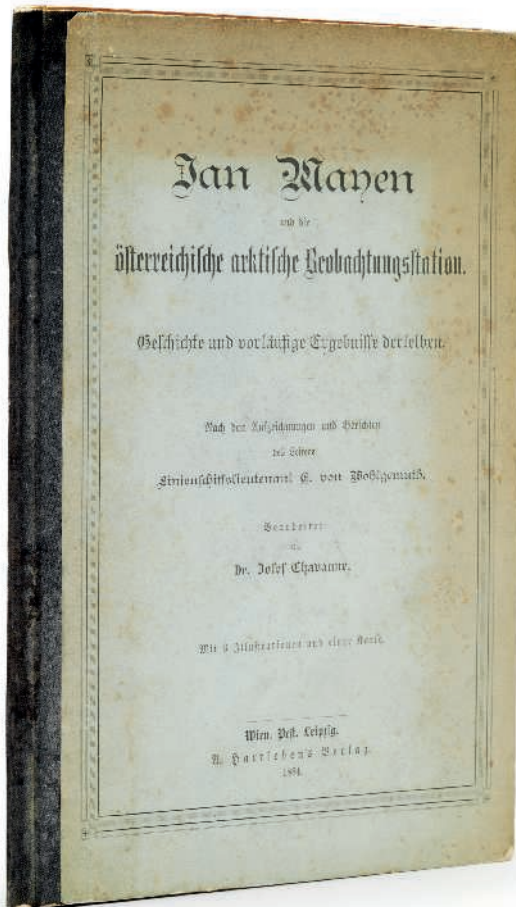 Jan Mayen
und die
österreichische arktische Beobachtungsstation.
Geschichte und vorläufige Ergebnisse derselben.
Nach den Aufzeichnungen und Berichten
des Leiters
Linienschiffslieutenant E. von Wohlgemuth.
Bearbeitet
von
Dr. Josef Chavanne.
Mit Illustrationen und einer Karte.
Wien. Pest. Leipzig.
A. Hartleben's Verlag.
1884.